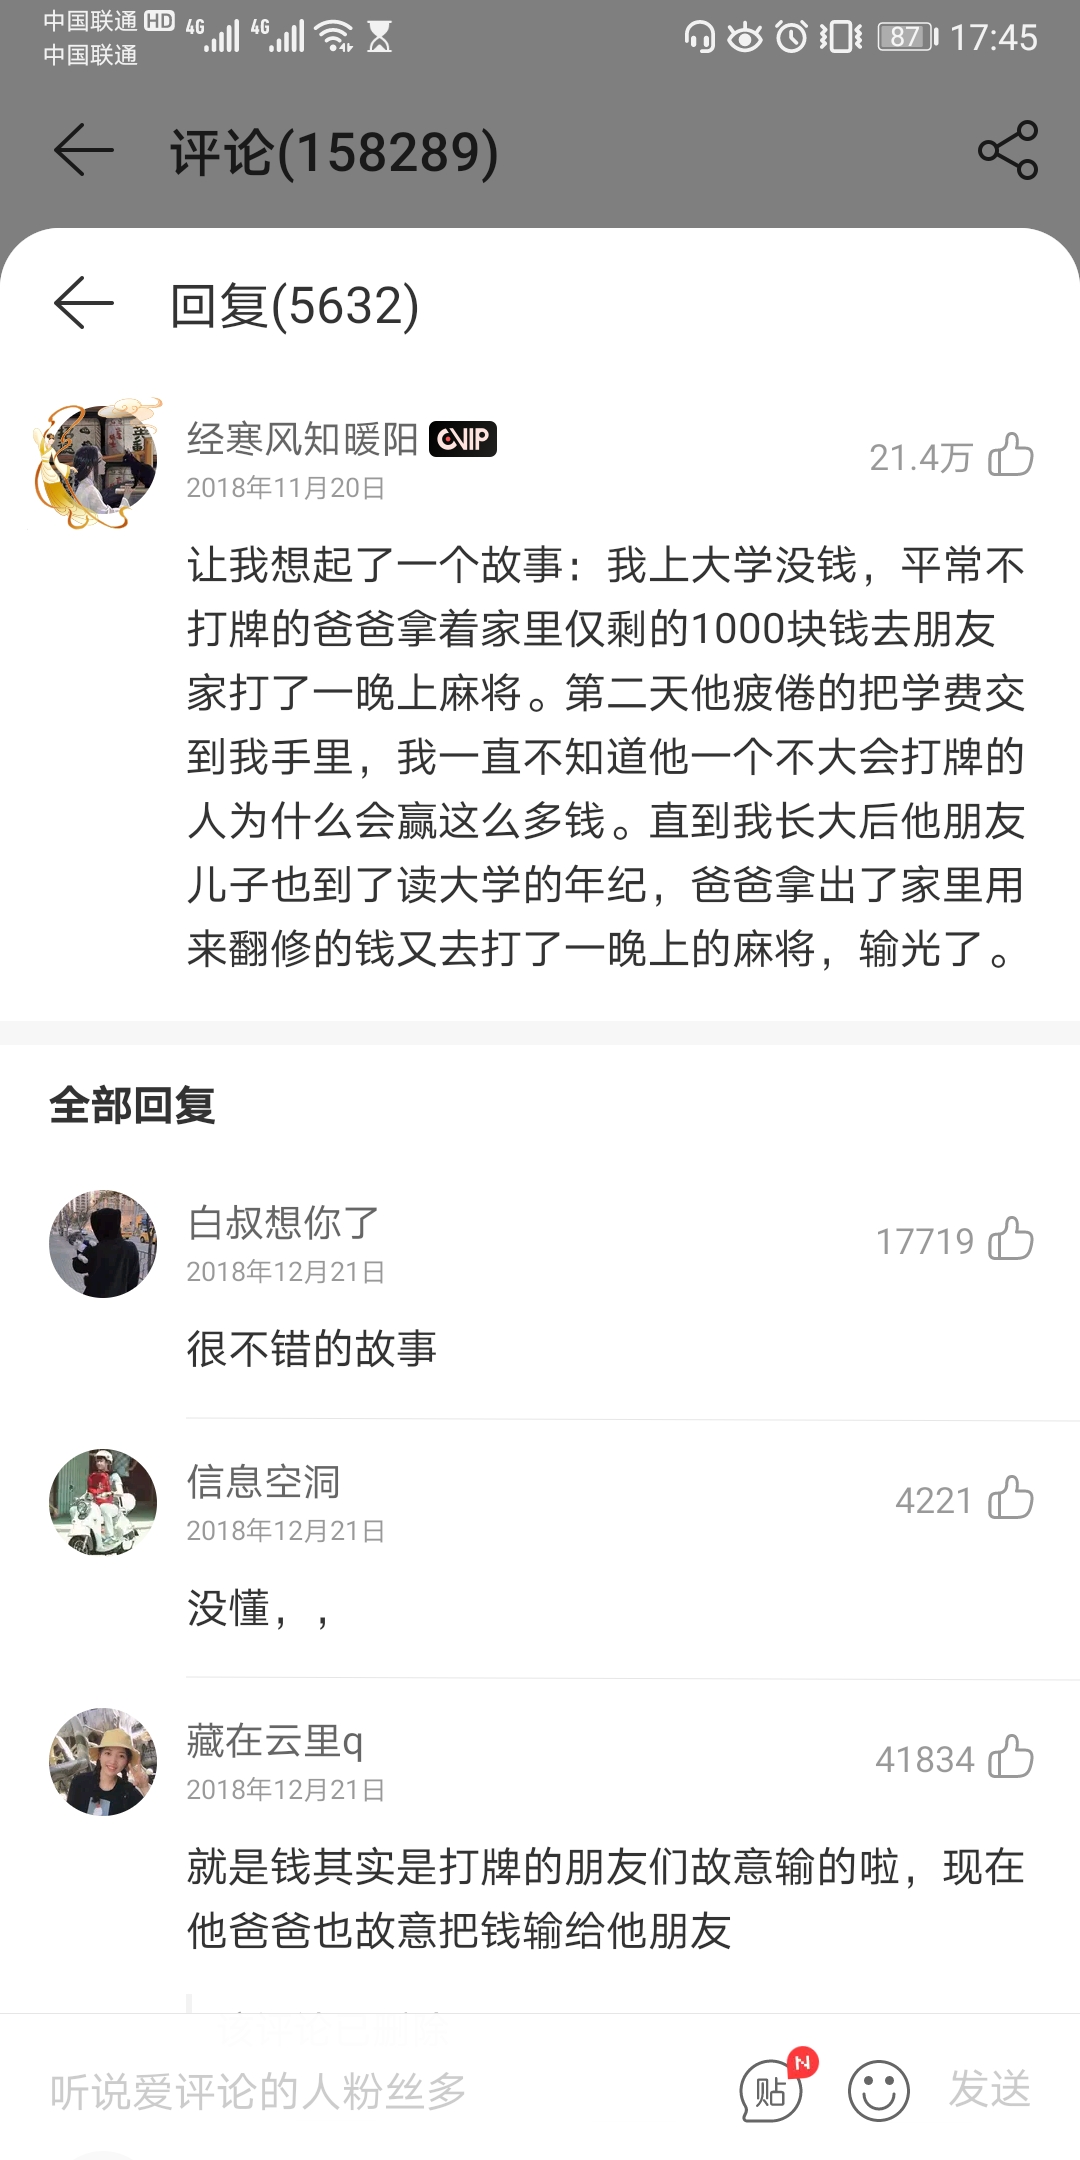 中国联通 HD 4G 4G 87 17:45
中国联通
评论(158289)
回复(5632)
经寒风知暖阳 CVIP
2018年11月20日
21.4万
让我想起了一个故事：我上大学没钱，平常不
打牌的爸爸拿着家里仅剩的1000块钱去朋友
家打了一晚上麻将。第二天他疲倦的把学费交
到我手里，我一直不知道他一个不大会打牌的
人为什么会赢这么多钱。直到我长大后他朋友
儿子也到了读大学的年纪，爸爸拿出了家里用
来翻修的钱又去打了一晚上的麻将，输光了。
全部回复
白叔想你了
2018年12月21日
17719
很不错的故事
信息空洞
2018年12月21日
4221
没懂，，
藏在云里q
2018年12月21日
41834
就是钱其实是打牌的朋友们故意输的啦，现在
他爸爸也故意把钱输给他朋友
听说爱评论的人粉丝多
贴 N
发送